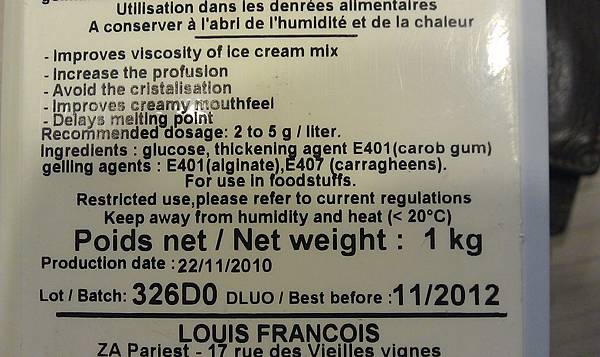 Utilisation dans les denrées alimentaires
A conserver à l'abri de l'humidité et de la chaleur
- Improves viscosity of ice cream mix
- Increase the profusion
- Avoid the cristalisation
- Improves creamy mouthfeel
- Delays melting point
Recommended dosage: 2 to 5 g / liter.
Ingredients : glucose, thickening agent E401(carob gum)
gelling agents : E401(alginate),E407 (carragheens).
For use in foodstuffs.
Restricted use,please refer to current regulations
Keep away from humidity and heat (< 20°C)
Poids net / Net weight : 1 kg
Production date : 22/11/2010
Lot / Batch: 326D0 DLUO / Best before :11/2012
LOUIS FRANCOIS
ZA Pariest - 17 rue des Vieilles vignes